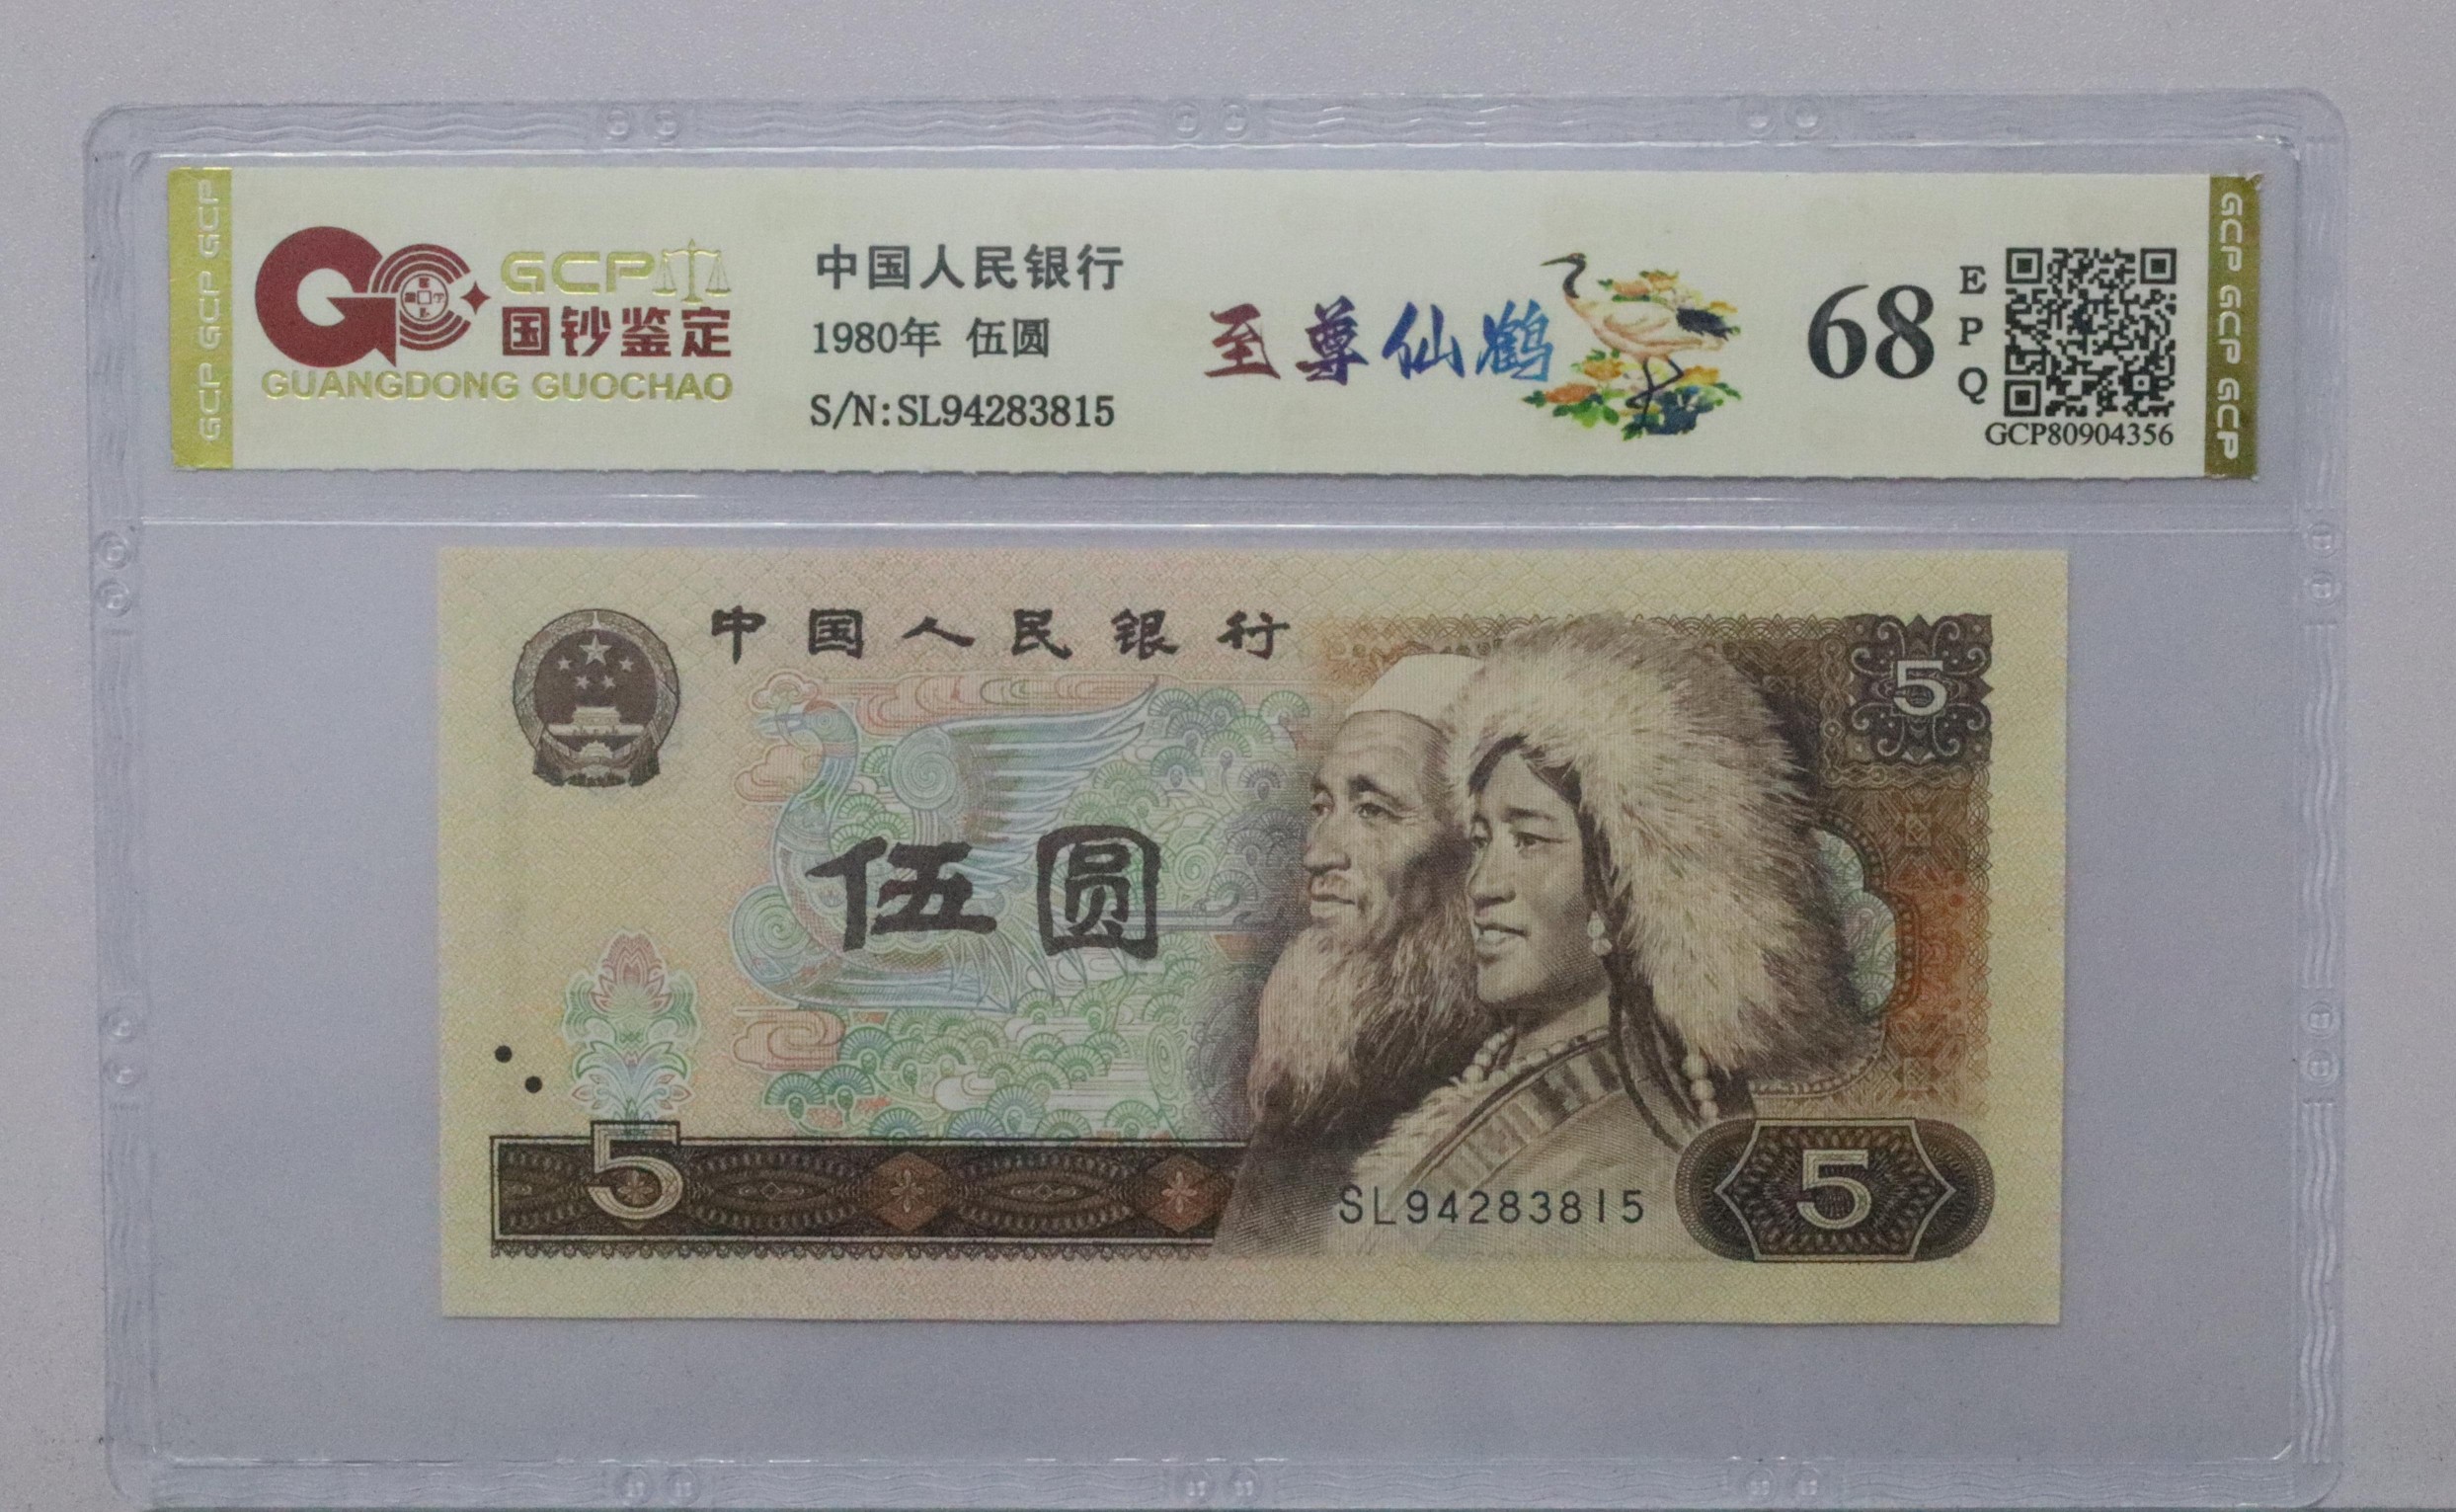 GCP GCP GCP
GCP
国钞鉴定
GUANGDONG GUOCHAO
中国人民银行
1980年 伍圆
S/N:SL94283815
至尊仙鹤
68
EPQ
GCP80904356
GCP GCP GCP
中国人民银行
5
伍圆
5
SL94283815
5